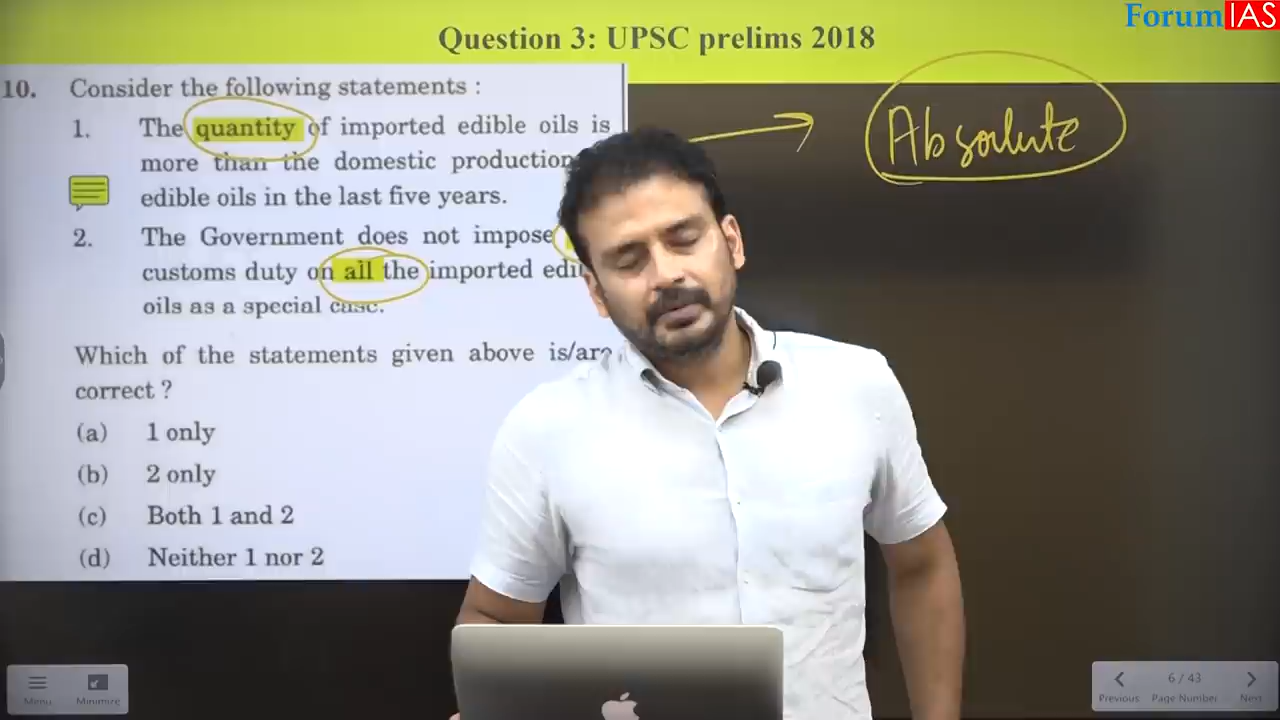 ForumIAS
Question 3: UPSC prelims 2018
10. Consider the following statements :
1. The quantity of imported edible oils is
more than the domestic production
edible oils in the last five years.
2. The Government does not impose
customs duty on all the imported
oils as a special case.
Which of the statements given above is/are
correct ?
(a) 1 only
(b) 2 only
(c) Both 1 and 2
(d) Neither 1 nor 2
Absolute
Menu
Minimize
6 / 43
Previous Page Number Next